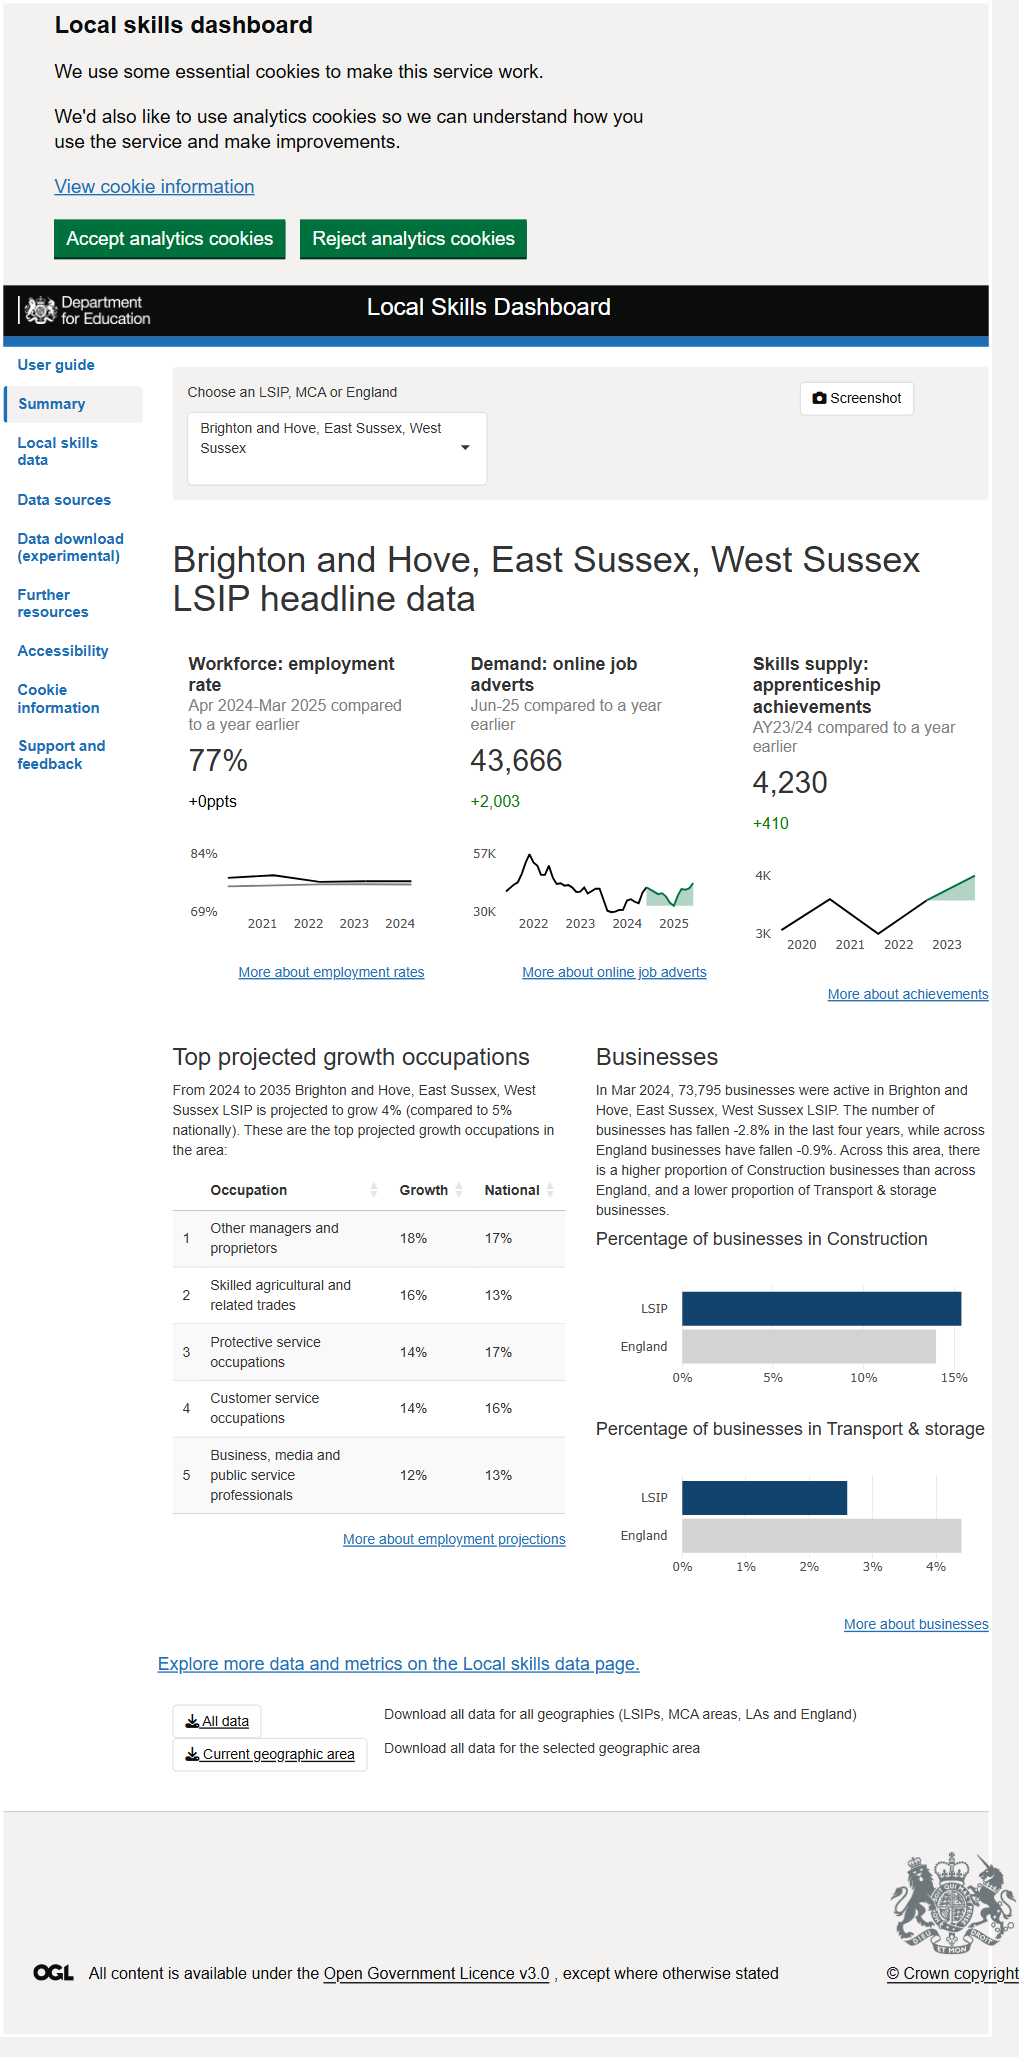 Local skills dashboard
We use some essential cookies to make this service work.
We'd also like to use analytics cookies so we can understand how you
use the service and make improvements.
View cookie information
Accept analytics cookies
Reject analytics cookies
Department
for Education
Local Skills Dashboard
User guide
Summary
Local skills
data
Data sources
Data download
(experimental)
Further
resources
Accessibility
Cookie
information
Support and
feedback
Choose an LSIP, MCA or England
Screenshot
Brighton and Hove, East Sussex, West
Sussex
Brighton and Hove, East Sussex, West Sussex
LSIP headline data
Workforce: employment
rate
Apr 2024-Mar 2025 compared
to a year earlier
77%
+0ppts
84%
69%
2021 2022 2023 2024
More about employment rates
Demand: online job
adverts
Jun-25 compared to a year
earlier
43,666
+2,003
57K
30K
2022 2023 2024 2025
More about online job adverts
Skills supply:
apprenticeship
achievements
AY23/24 compared to a year
earlier
4,230
+410
4K
3K
2020 2021 2022 2023
More about achievements
Top projected growth occupations
From 2024 to 2035 Brighton and Hove, East Sussex, West
Sussex LSIP is projected to grow 4% (compared to 5%
nationally). These are the top projected growth occupations in
the area:
Occupation Growth National
1 Other managers and
proprietors 18% 17%
2 Skilled agricultural and
related trades 16% 13%
3 Protective service
occupations 14% 17%
4 Customer service
occupations 14% 16%
5 Business, media and
public service
professionals 12% 13%
More about employment projections
Businesses
In Mar 2024, 73,795 businesses were active in Brighton and
Hove, East Sussex, West Sussex LSIP. The number of
businesses has fallen -2.8% in the last four years, while across
England businesses have fallen -0.9%. Across this area, there
is a higher proportion of Construction businesses than across
England, and a lower proportion of Transport & storage
businesses.
Percentage of businesses in Construction
LSIP
England
0% 5% 10% 15%
Percentage of businesses in Transport & storage
LSIP
England
0% 1% 2% 3% 4%
More about businesses
Explore more data and metrics on the Local skills data page.
All data
Download all data for all geographies (LSIPs, MCA areas, LAs and England)
Current geographic area
Download all data for the selected geographic area
DIEU ET MON DROIT
OGL All content is available under the Open Government Licence v3.0 , except where otherwise stated
© Crown copyright